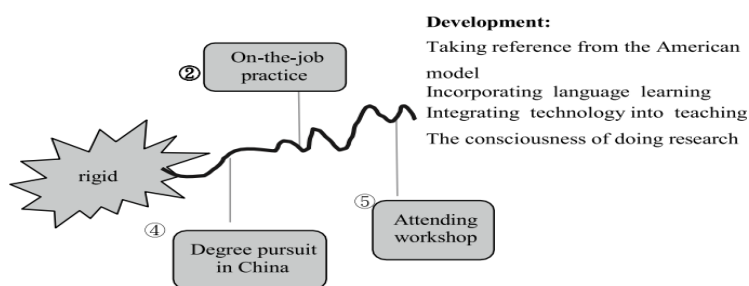 Development:
Taking reference from the American
model
Incorporating language learning
Integrating technology into teaching
The consciousness of doing research
② On-the-job
practice
rigid
④ Degree pursuit
in China
⑤ Attending
workshop